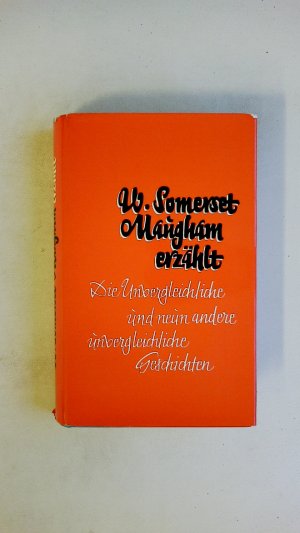 W. Somerset
Maugham
erzählt
Die Unvergleichliche
und neun andere
unvergleichliche
Geschichten